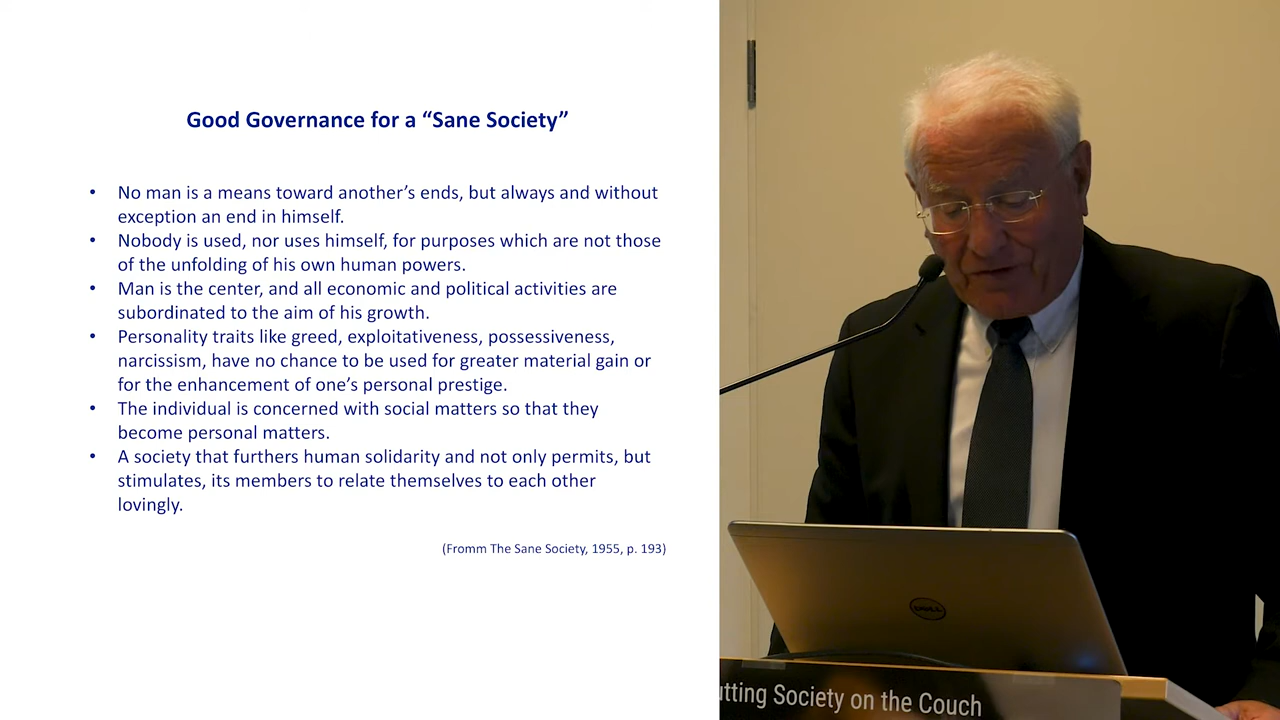 Good Governance for a “Sane Society”
• No man is a means toward another’s ends, but always and without
exception an end in himself.
• Nobody is used, nor uses himself, for purposes which are not those
of the unfolding of his own human powers.
• Man is the center, and all economic and political activities are
subordinated to the aim of his growth.
• Personality traits like greed, exploitativeness, possessiveness,
narcissism, have no chance to be used for greater material gain or
for the enhancement of one’s personal prestige.
• The individual is concerned with social matters so that they
become personal matters.
• A society that furthers human solidarity and not only permits, but
stimulates, its members to relate themselves to each other
lovingly.
(Fromm The Sane Society, 1955, p. 193)
DELL
utting Society on the Couch